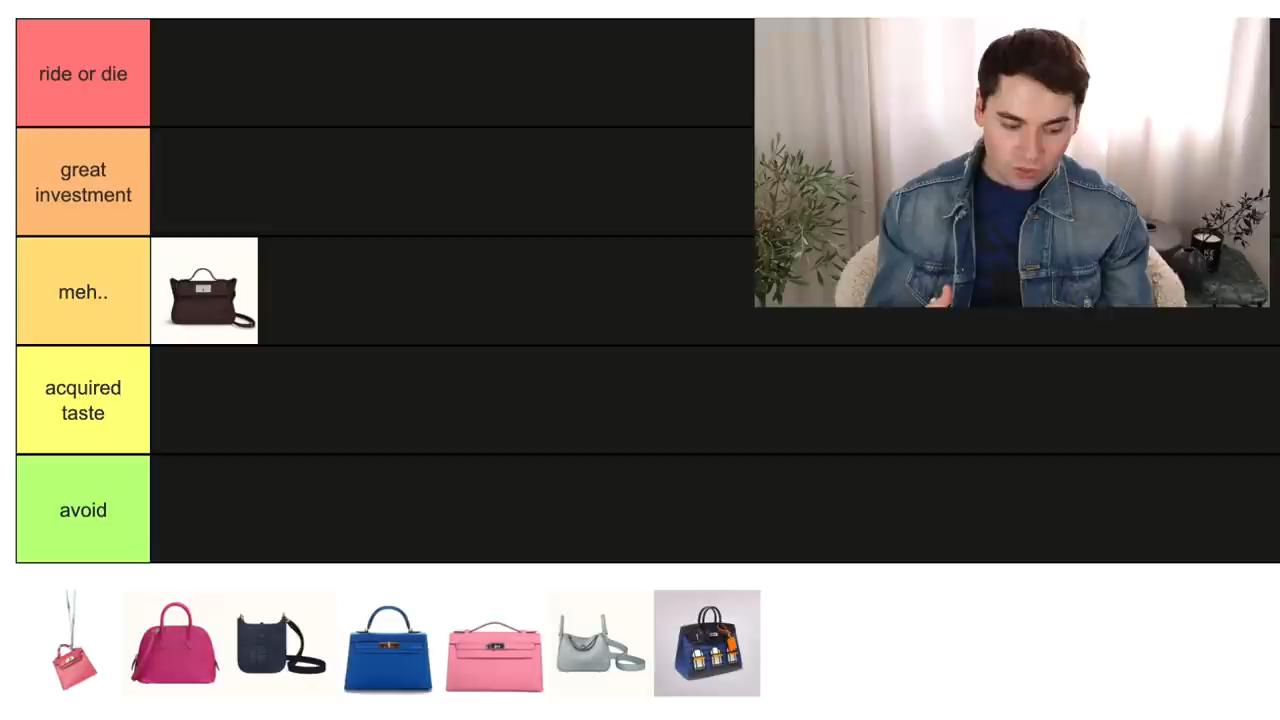 ride or die
great
investment
meh..
acquired
taste
avoid